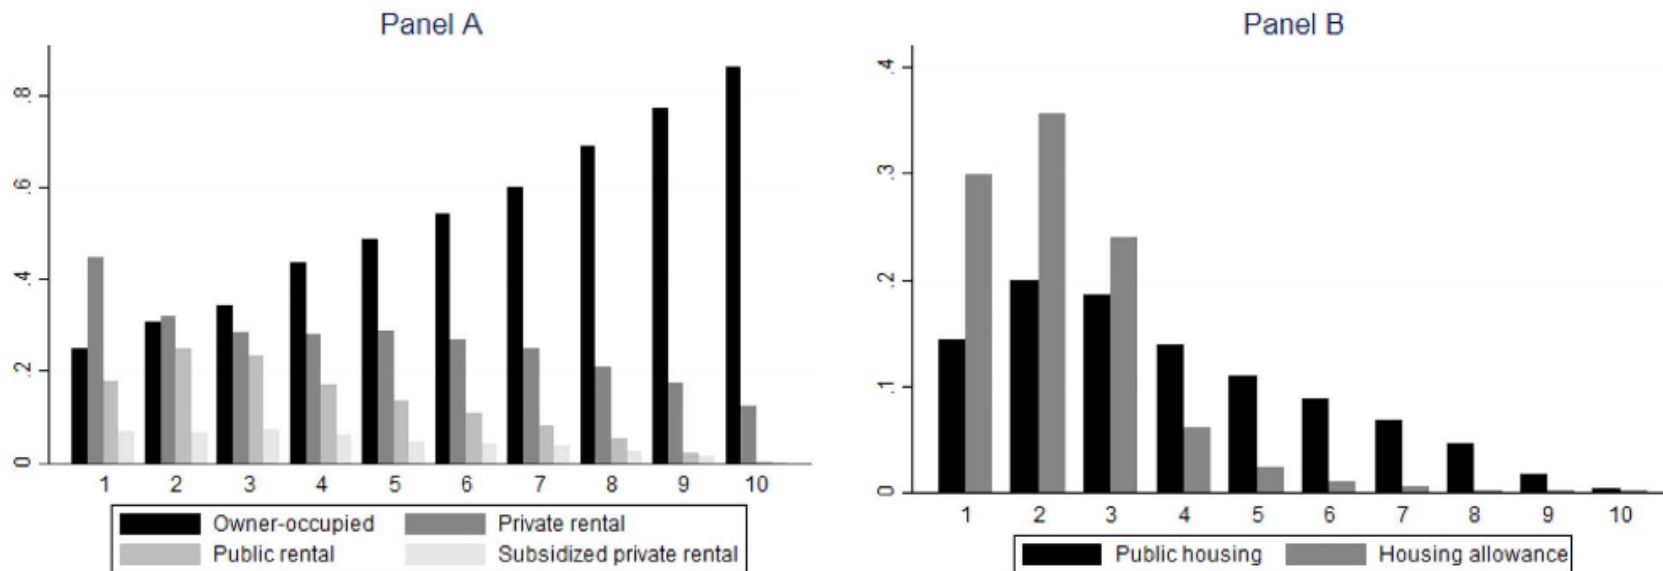 Panel A
.8
.6
.4
.2
0
1 2 3 4 5 6 7 8 9 10
Owner-occupied Private rental
Public rental Subsidized private rental
Panel B
.4
.3
.2
.1
0
1 2 3 4 5 6 7 8 9 10
Public housing Housing allowance